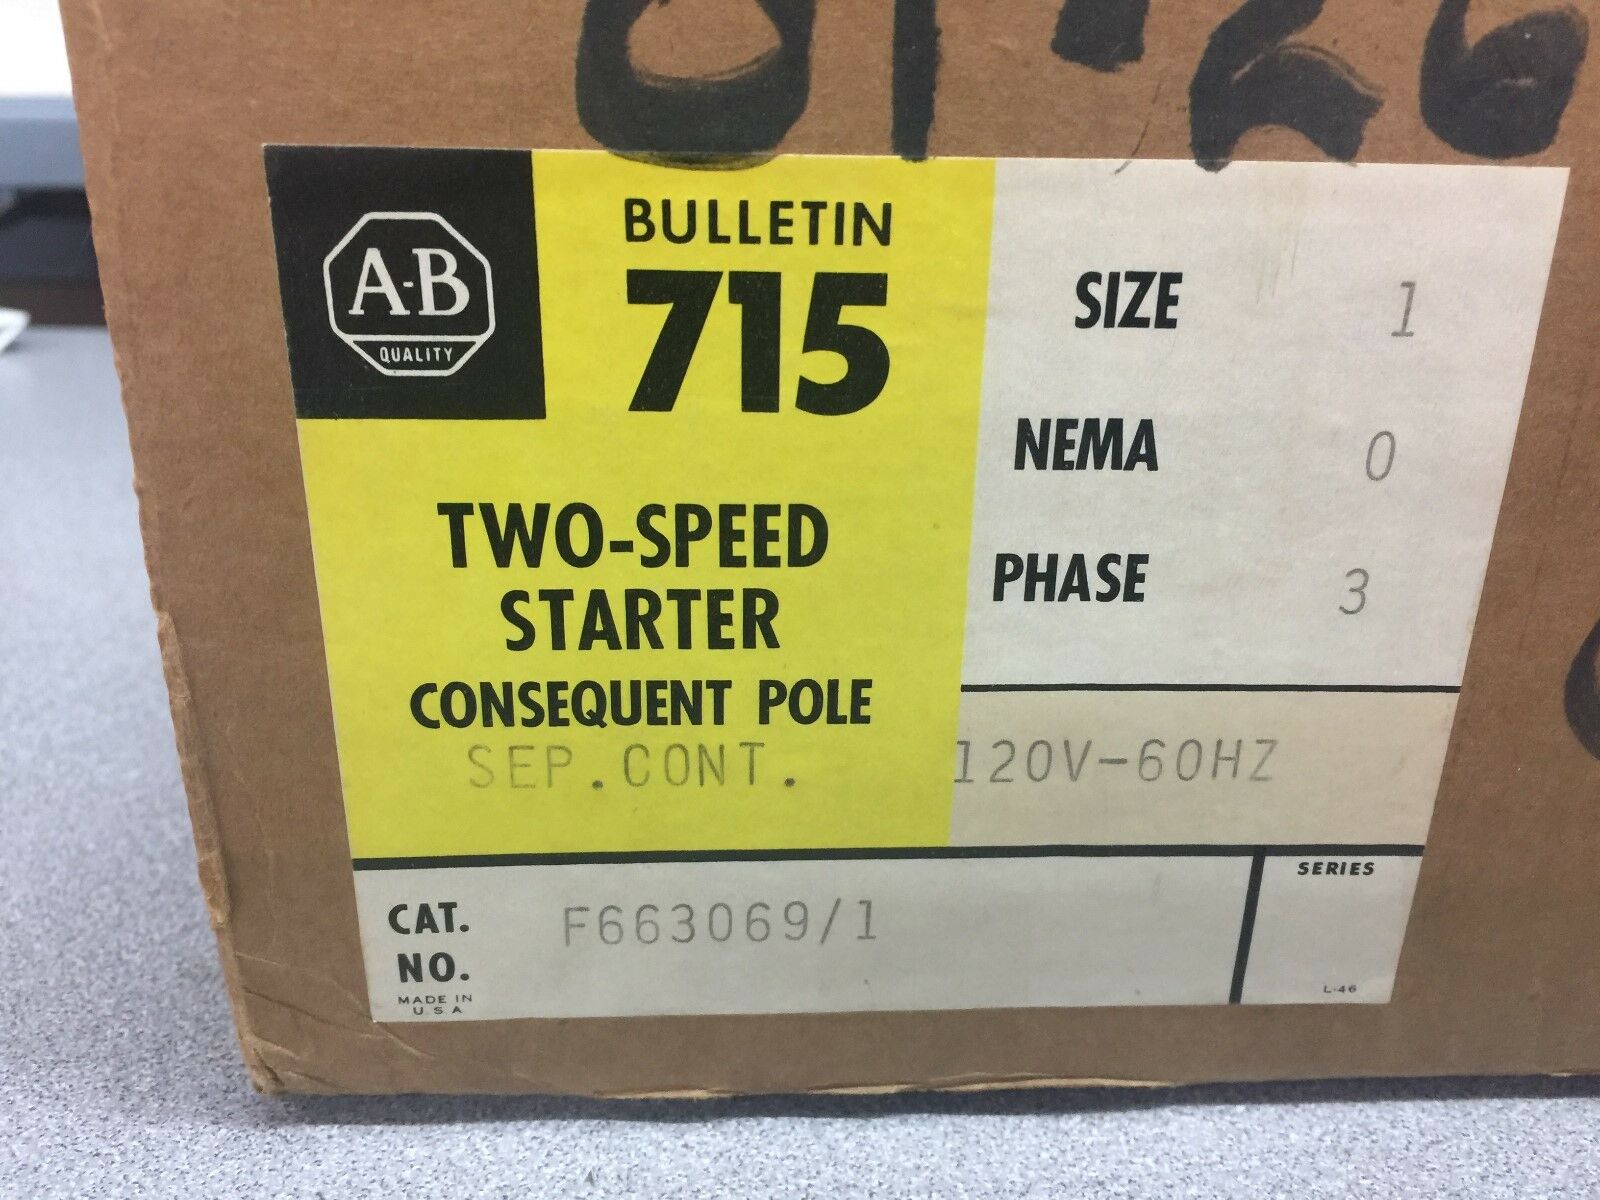 A-B
QUALITY
BULLETIN
715
TWO-SPEED
STARTER
CONSEQUENT POLE
SEP.CONT. 120V-60HZ
SIZE 1
NEMA 0
PHASE 3
CAT. NO. F663069/1
MADE IN
U.S.A
SERIES
L-46